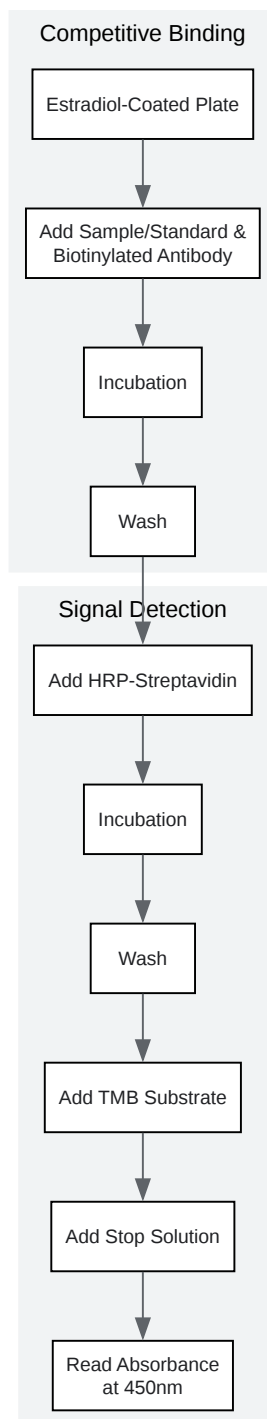 Competitive Binding
Estradiol-Coated Plate
Add Sample/Standard &
Biotinylated Antibody
Incubation
Wash
Signal Detection
Add HRP-Streptavidin
Incubation
Wash
Add TMB Substrate
Add Stop Solution
Read Absorbance
at 450nm